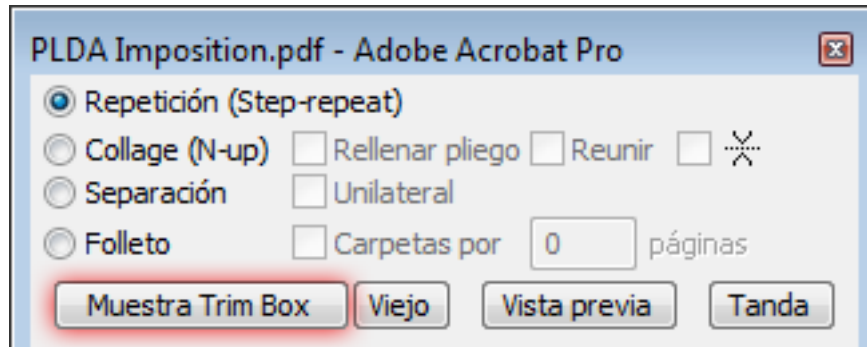 PLDA Imposition.pdf - Adobe Acrobat Pro
Repetición (Step-repeat)
Collage (N-up) Rellenar pliego Reunir
Separación Unilateral
Folleto Carpetas por 0 páginas
Muestra Trim Box Viejo Vista previa Tanda